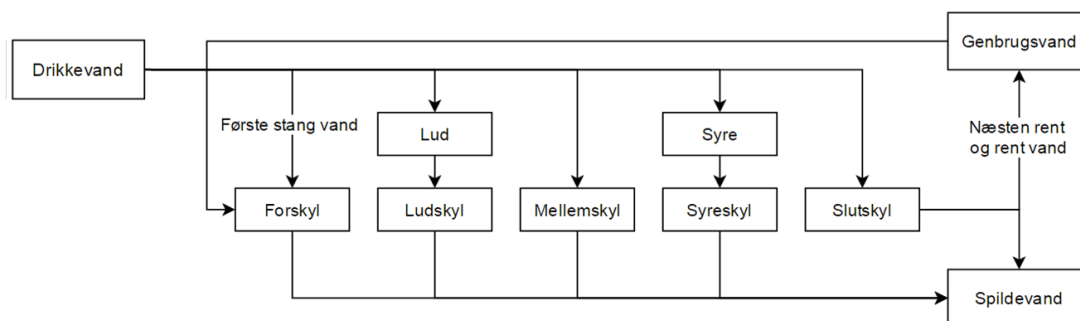 Genbrugsvand
Drikkevand
Første stang vand
Lud
Syre
Næsten rent
og rent vand
Forskyl
Ludskyl
Mellemskyl
Syreskyl
Slutskyl
Spildevand